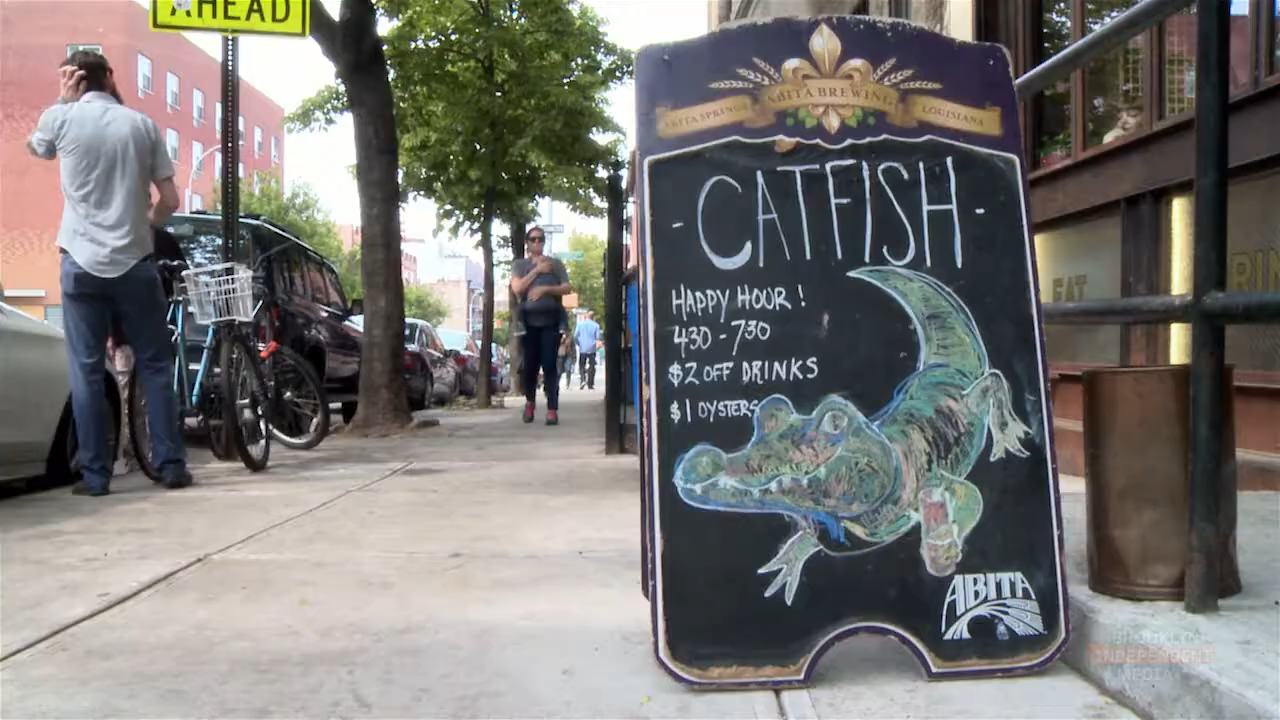 AHEAD
ABITA BREWING
ABITA SPRINGS
LOUISIANA
- CATFISH -
HAPPY HOUR!
430 - 730
$2 OFF DRINKS
$1 OYSTERS
ABITA
EAT
BROOKLYN
INDEPENDENT
MEDIA